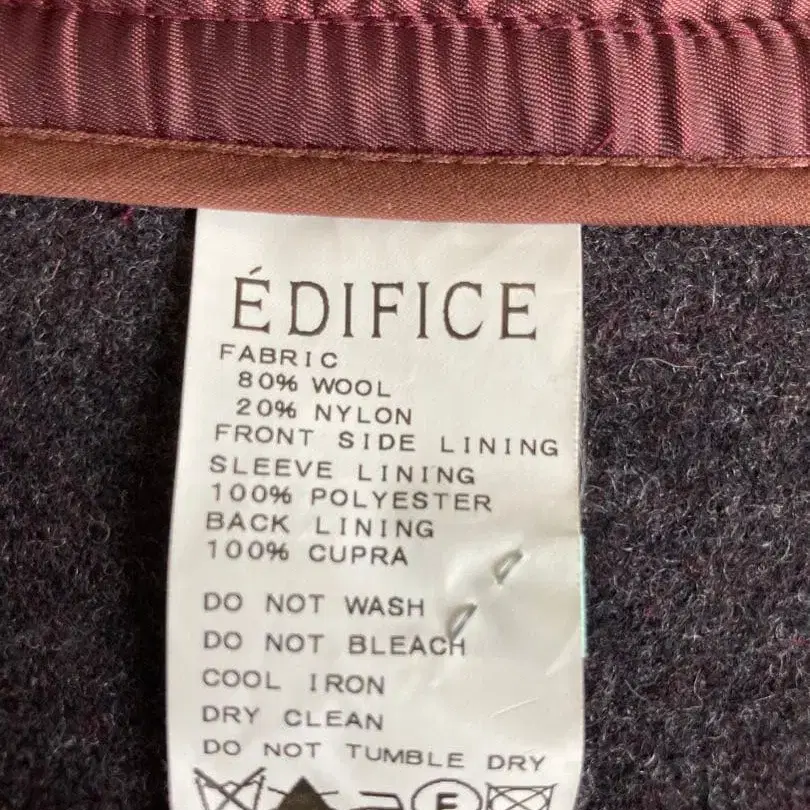 ÉDIFICE
FABRIC
80% WOOL
20% NYLON
FRONT SIDE LINING
SLEEVE LINING
100% POLYESTER
BACK LINING
100% CUPRA
DO NOT WASH
DO NOT BLEACH
COOL IRON
DRY CLEAN
DO NOT TUMBLE DRY
F